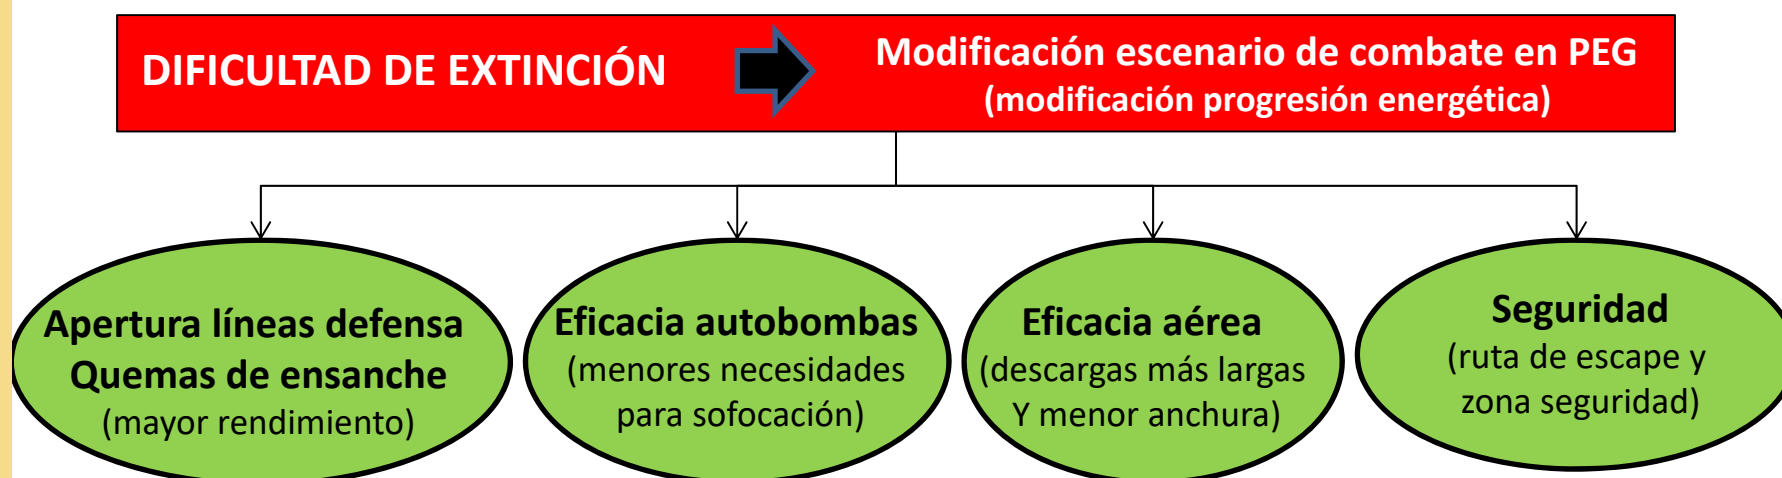 DIFICULTAD DE EXTINCIÓN
Modificación escenario de combate en PEG
(modificación progresión energética)
Apertura líneas defensa
Quemas de ensanche
(mayor rendimiento)
Eficacia autobombas
(menores necesidades
para sofocación)
Eficacia aérea
(descargas más largas
Y menor anchura)
Seguridad
(ruta de escape y
zona seguridad)